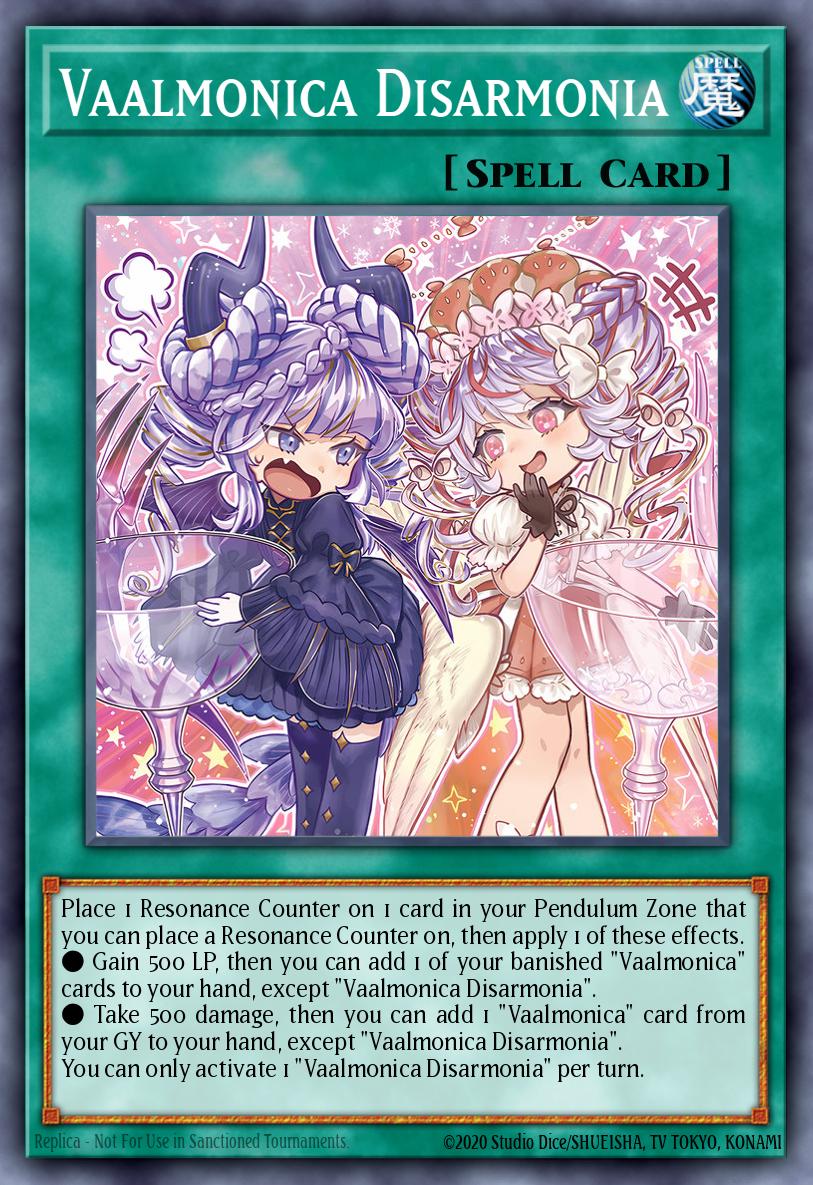 Vaalmonica Disarmonia
SPELL
魔
[ Spell Card ]
Place 1 Resonance Counter on 1 card in your Pendulum Zone that
you can place a Resonance Counter on, then apply 1 of these effects.
● Gain 500 LP, then you can add 1 of your banished "Vaalmonica"
cards to your hand, except "Vaalmonica Disarmonia".
● Take 500 damage, then you can add 1 "Vaalmonica" card from
your GY to your hand, except "Vaalmonica Disarmonia".
You can only activate 1 "Vaalmonica Disarmonia" per turn.
Replica - Not For Use in Sanctioned Tournaments.
©2020 Studio Dice/SHUEISHA, TV TOKYO, KONAMI